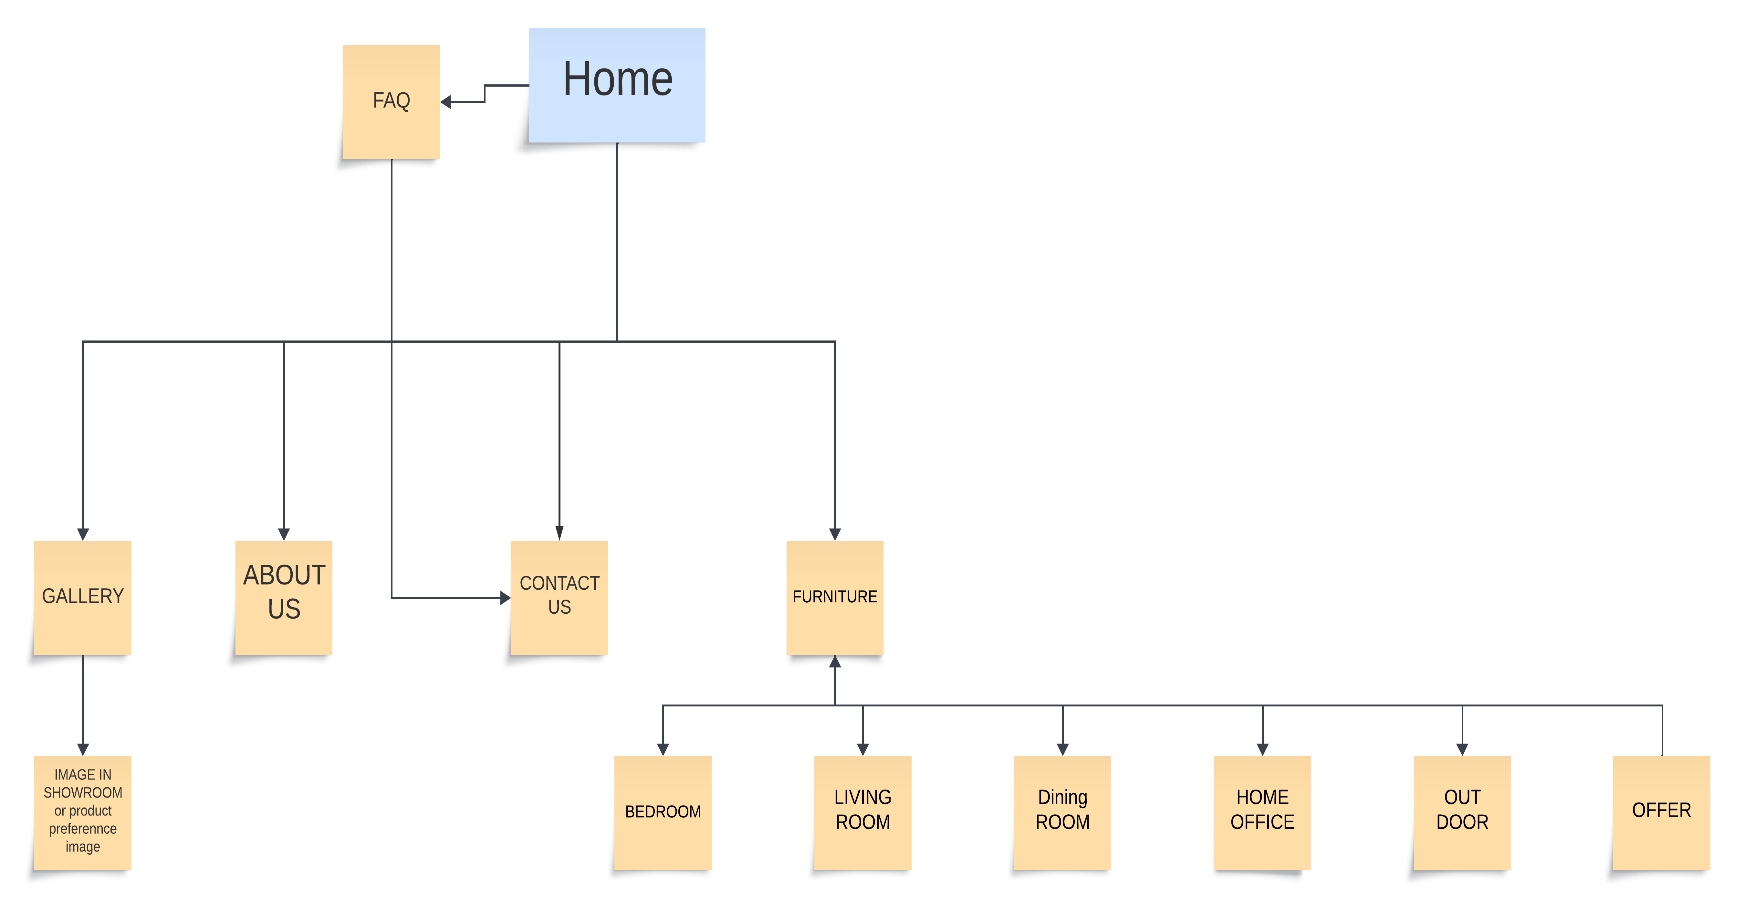 Home
FAQ
GALLERY
ABOUT
US
CONTACT
US
FURNITURE
IMAGE IN
SHOWROOM
or product
preferennce
image
BEDROOM
LIVING
ROOM
Dining
ROOM
HOME
OFFICE
OUT
DOOR
OFFER